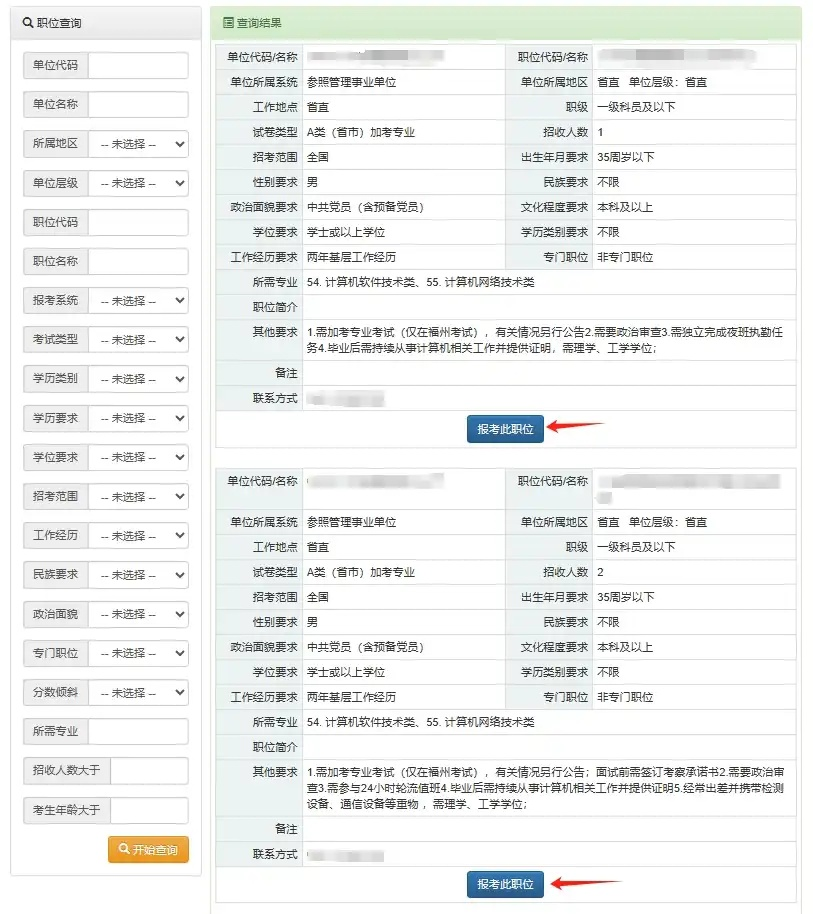 职位查询
单位代码
单位名称
所属地区 -- 未选择 --
单位层级 -- 未选择 --
职位代码
职位名称
报考系统 -- 未选择 --
考试类型 -- 未选择 --
学历类别 -- 未选择 --
学历要求 -- 未选择 --
学位要求 -- 未选择 --
招考范围 -- 未选择 --
工作经历 -- 未选择 --
民族要求 -- 未选择 --
政治面貌 -- 未选择 --
专门职位 -- 未选择 --
分数倾斜 -- 未选择 --
所需专业
招收人数大于
考生年龄大于
开始查询
查询结果
单位代码/名称 职位代码/名称
单位所属系统 参照管理事业单位 单位所属地区 省直 单位层级：省直
工作地点 省直 职级 一级科员及以下
试卷类型 A类（省市）加考专业 招收人数 1
招考范围 全国 出生年月要求 35周岁以下
性别要求 男 民族要求 不限
政治面貌要求 中共党员（含预备党员） 文化程度要求 本科及以上
学位要求 学士或以上学位 学历类别要求 不限
工作经历要求 两年基层工作经历 专门职位 非专门职位
所需专业 54. 计算机软件技术类、55. 计算机网络技术类
职位简介
其他要求 1.需加考专业考试（仅在福州考试），有关情况另行公告2.需要政治审查3.需独立完成夜班执勤任
务4.毕业后需持续从事计算机相关工作并提供证明，需理学、工学学位；
备注
联系方式
报考此职位
单位代码/名称 职位代码/名称
单位所属系统 参照管理事业单位 单位所属地区 省直 单位层级：省直
工作地点 省直 职级 一级科员及以下
试卷类型 A类（省市）加考专业 招收人数 2
招考范围 全国 出生年月要求 35周岁以下
性别要求 男 民族要求 不限
政治面貌要求 中共党员（含预备党员） 文化程度要求 本科及以上
学位要求 学士或以上学位 学历类别要求 不限
工作经历要求 两年基层工作经历 专门职位 非专门职位
所需专业 54. 计算机软件技术类、55. 计算机网络技术类
职位简介
其他要求 1.需加考专业考试（仅在福州考试），有关情况另行公告；面试前需签订考察承诺书2.需要政治审
查3.需参与24小时轮流值班4.毕业后需持续从事计算机相关工作并提供证明5.经常出差并携带检测
设备、通信设备等重物 ，需理学、工学学位；
备注
联系方式
报考此职位